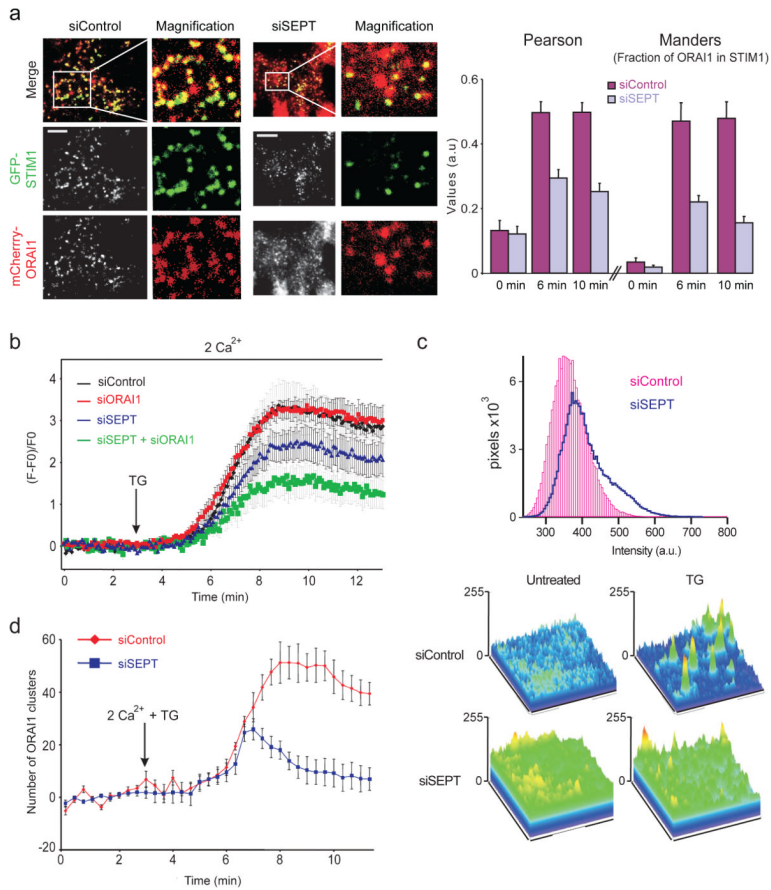 a
siControl Magnification siSEPT Magnification
Merge
GFP-
STIM1
mCherrry-
ORAI1
Pearson Manders
(Fraction of ORAI1 in STIM1)
siControl
siSEPT
Values (a.u)
0.6
0.4
0.2
0
0 min 6 min 10 min 0 min 6 min 10 min
b
2 Ca2+
siControl
siORAI1
siSEPT
siSEPT + siORAI1
(F-F0)/F0
4
3
2
1
0
TG
0 2 4 6 8 10 12
Time (min)
c
siControl
siSEPT
pixels x10^3
6
3
0
300 400 500 600 700 800
Intensity (a.u.)
Untreated TG
255 255
siControl
0 0
255 255
siSEPT
0 0
d
siControl
siSEPT
2 Ca2+ + TG
Number of ORAI1 clusters
60
40
20
0
-20
0 2 4 6 8 10
Time (min)